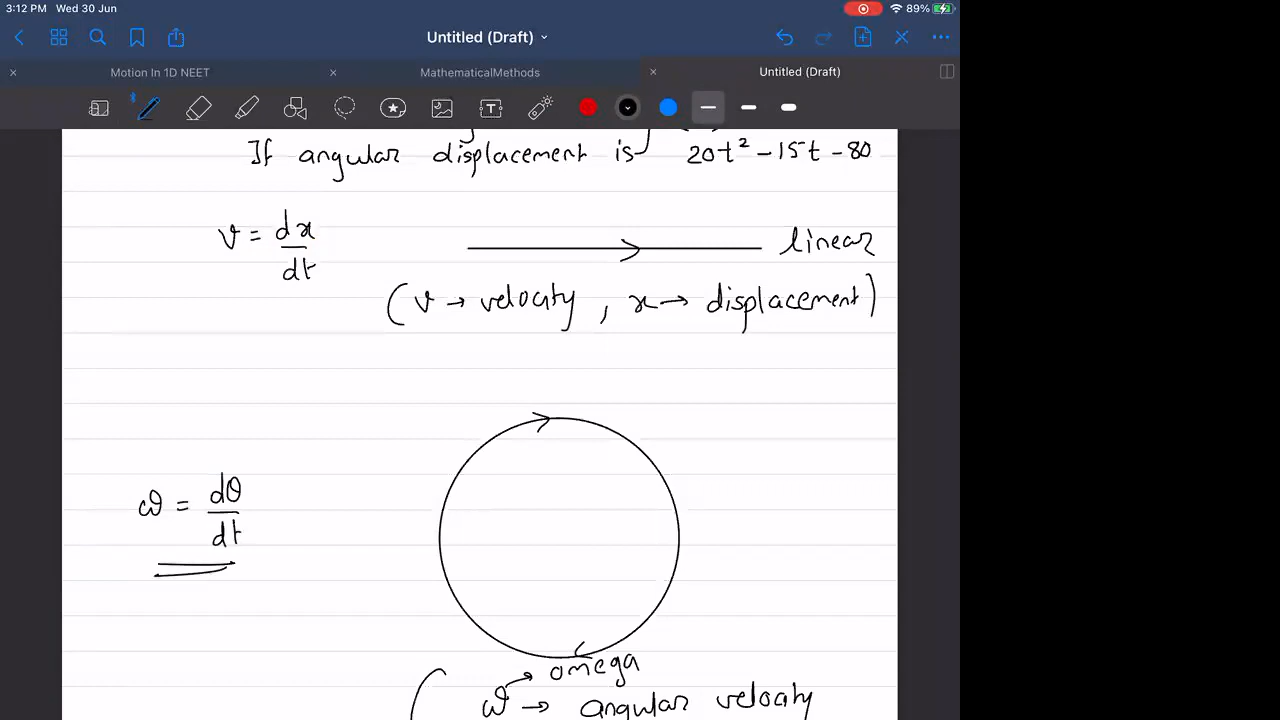 3:12 PM Wed 30 Jun 89%
Untitled (Draft)
Motion In 1D NEET MathematicalMethods Untitled (Draft)
If angular displacement is 20t² - 15t - 80
v = dx/dt
linear
(v → velocity, x → displacement)
ω = dθ/dt
→ omega
(ω → angular velocity